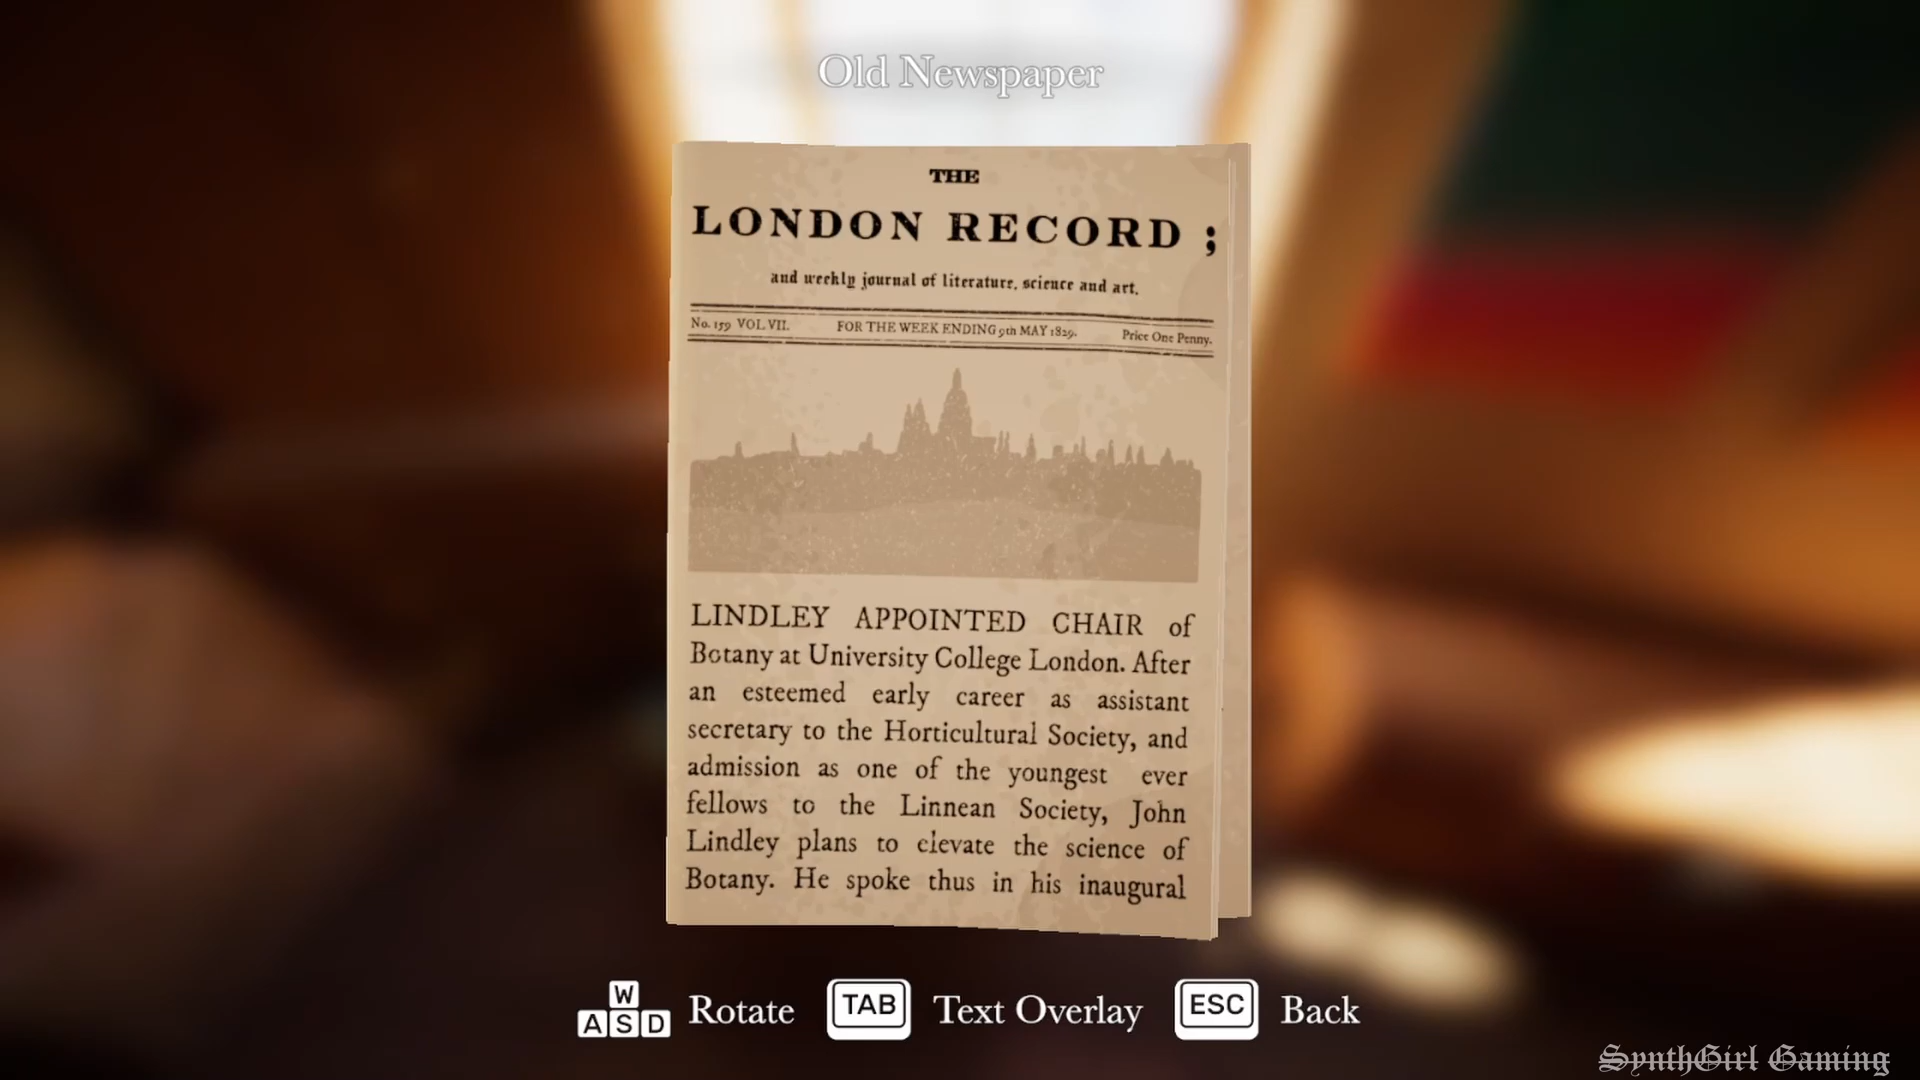 Old Newspaper
THE
LONDON RECORD ;
and weekly journal of literature, science and art.
No. 159 VOL VII. FOR THE WEEK ENDING 9th MAY 1829. Price One Penny.
LINDLEY APPOINTED CHAIR of
Botany at University College London. After
an esteemed early career as assistant
secretary to the Horticultural Society, and
admission as one of the youngest ever
fellows to the Linnean Society, John
Lindley plans to elevate the science of
Botany. He spoke thus in his inaugural
W
A S D Rotate TAB Text Overlay ESC Back
SynthGirl Gaming